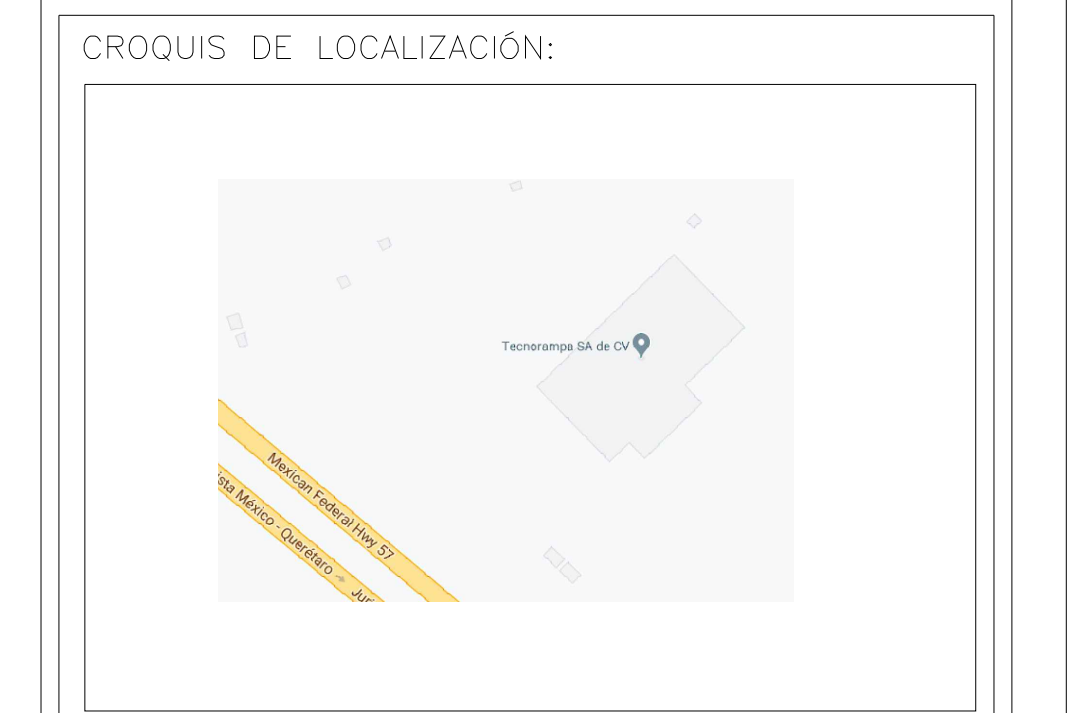 CROQUIS DE LOCALIZACIÓN:
Tecnorampa SA de CV
Mexican Federal Hwy 57
ista México - Querétaro